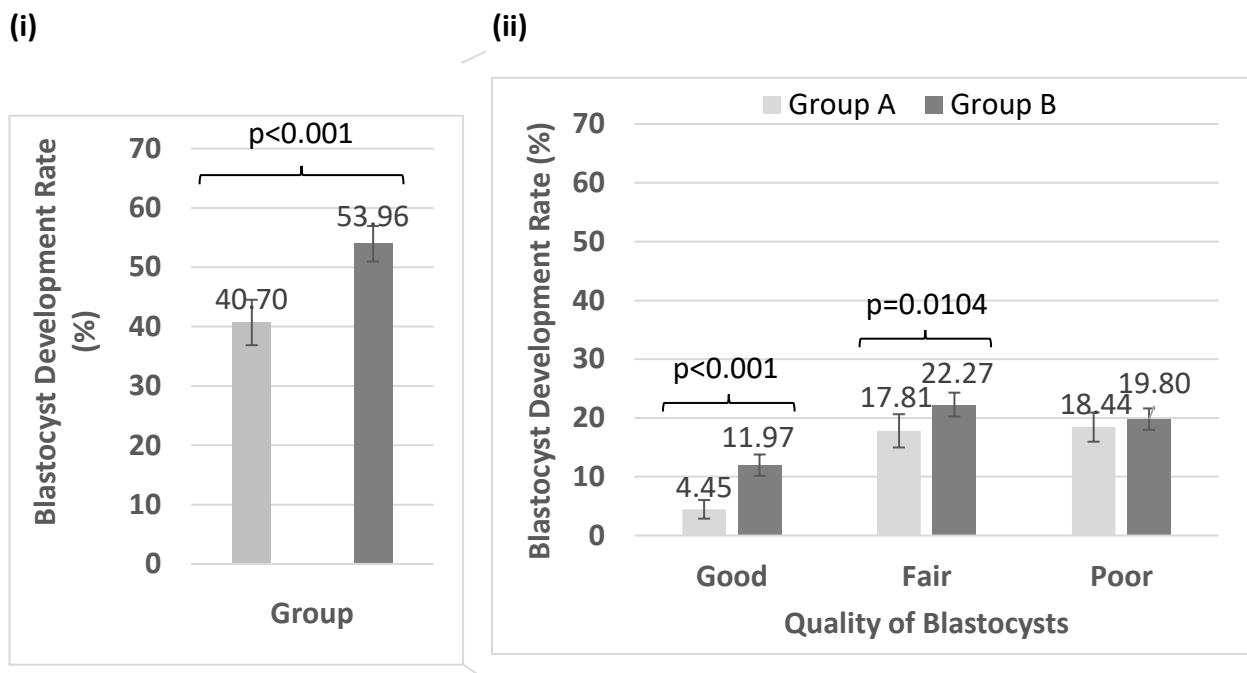 (i)
p<0.001
70
60
50
40
30
20
10
0
40.70
53.96
Blastocyst Development Rate
(%)
Group
(ii)
Group A Group B
70
60
50
40
30
20
10
0
Blastocyst Development Rate (%)
p<0.001
p=0.0104
4.45
11.97
17.81
22.27
18.44
19.80
Good Fair Poor
Quality of Blastocysts